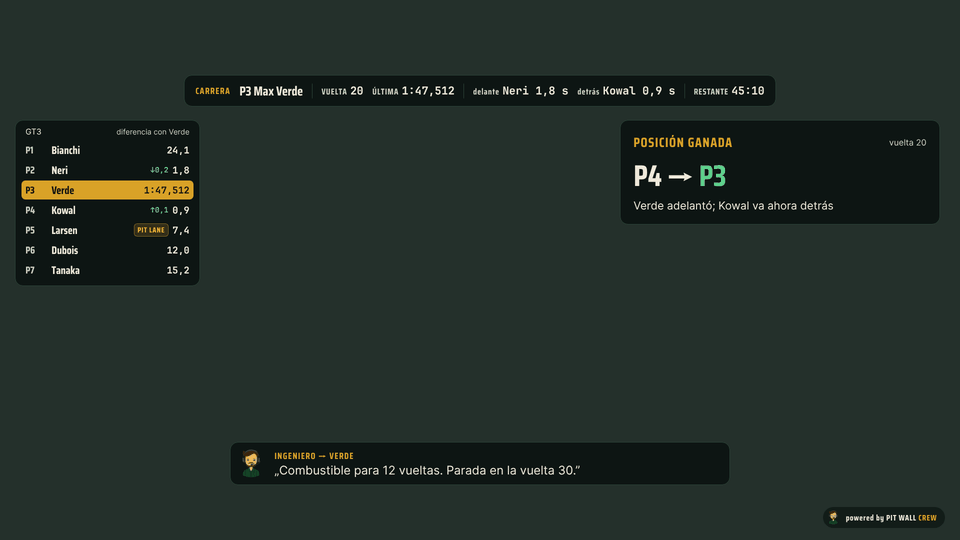 CARRERA P3 Max Verde VUELTA 20 ÚLTIMA 1:47,512 delante Neri 1,8 s detrás Kowal 0,9 s RESTANTE 45:10
GT3 diferencia con Verde
P1 Bianchi 24,1
P2 Neri ↓0,2 1,8
P3 Verde 1:47,512
P4 Kowal ↑0,1 0,9
P5 Larsen PIT LANE 7,4
P6 Dubois 12,0
P7 Tanaka 15,2
POSICIÓN GANADA vuelta 20
P4 → P3
Verde adelantó; Kowal va ahora detrás
INGENIERO → VERDE
„Combustible para 12 vueltas. Parada en la vuelta 30.”
powered by PIT WALL CREW